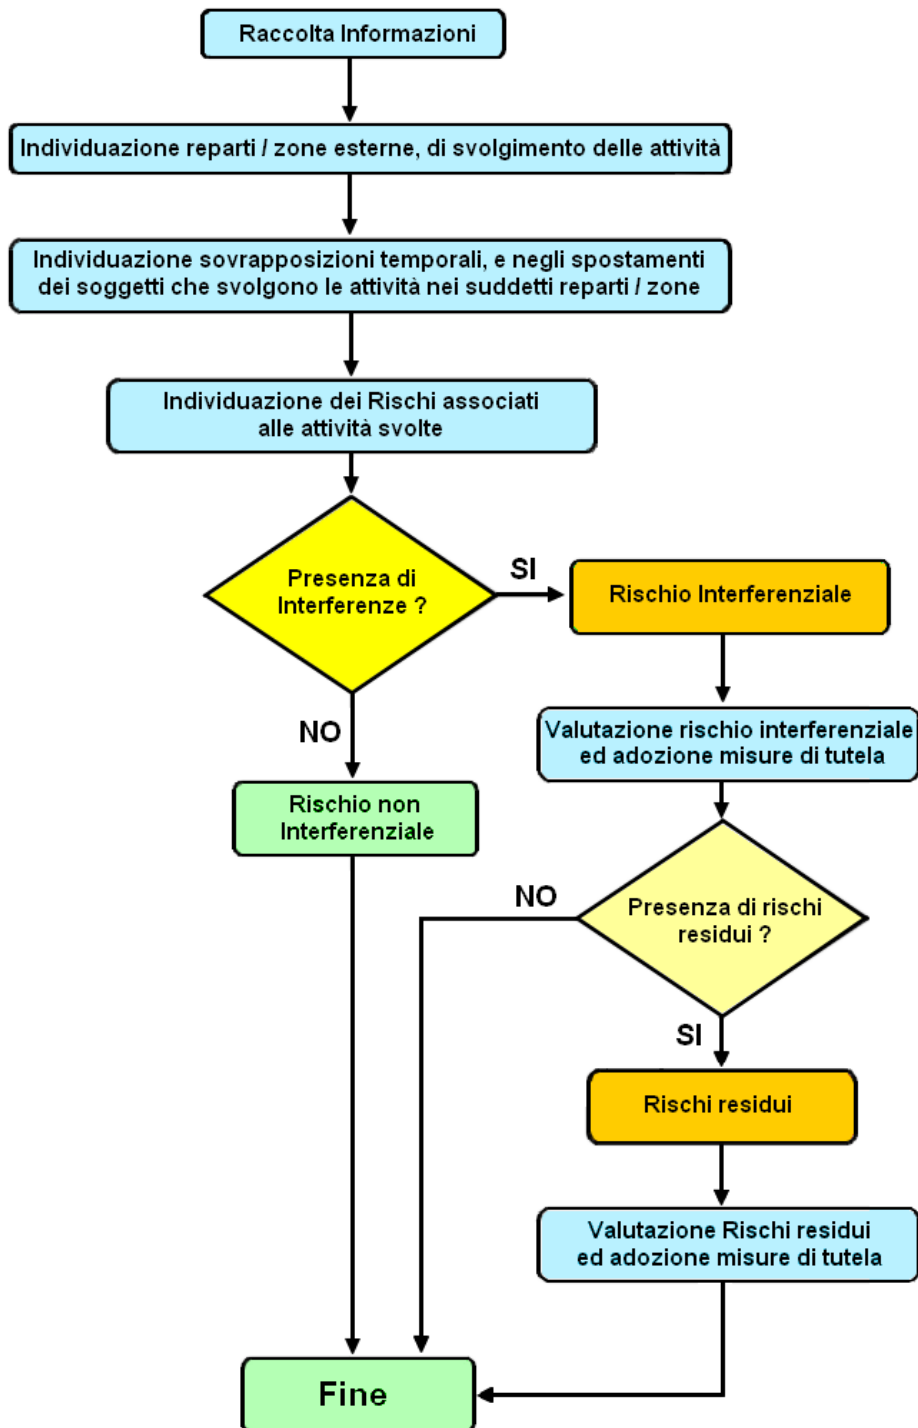 Raccolta Informazioni
Individuazione reparti / zone esterne, di svolgimento delle attività
Individuazione sovrapposizioni temporali, e negli spostamenti
dei soggetti che svolgono le attività nei suddetti reparti / zone
Individuazione dei Rischi associati
alle attività svolte
Presenza di
Interferenze ?
SI
Rischio Interferenziale
NO
Valutazione rischio interferenziale
ed adozione misure di tutela
Rischio non
Interferenziale
NO
Presenza di rischi
residui ?
SI
Rischi residui
Valutazione Rischi residui
ed adozione misure di tutela
Fine